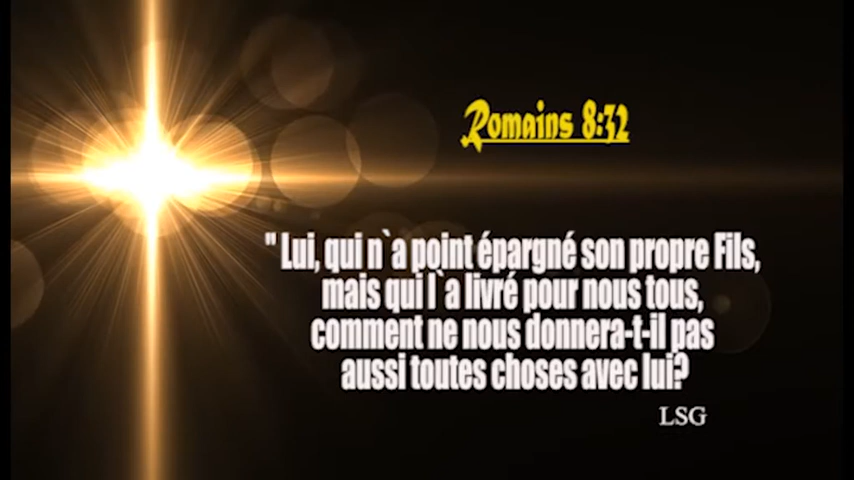 Romains 8:32
" Lui, qui n`a point épargné son propre Fils,
mais qui l`a livré pour nous tous,
comment ne nous donnera-t-il pas
aussi toutes choses avec lui?
LSG